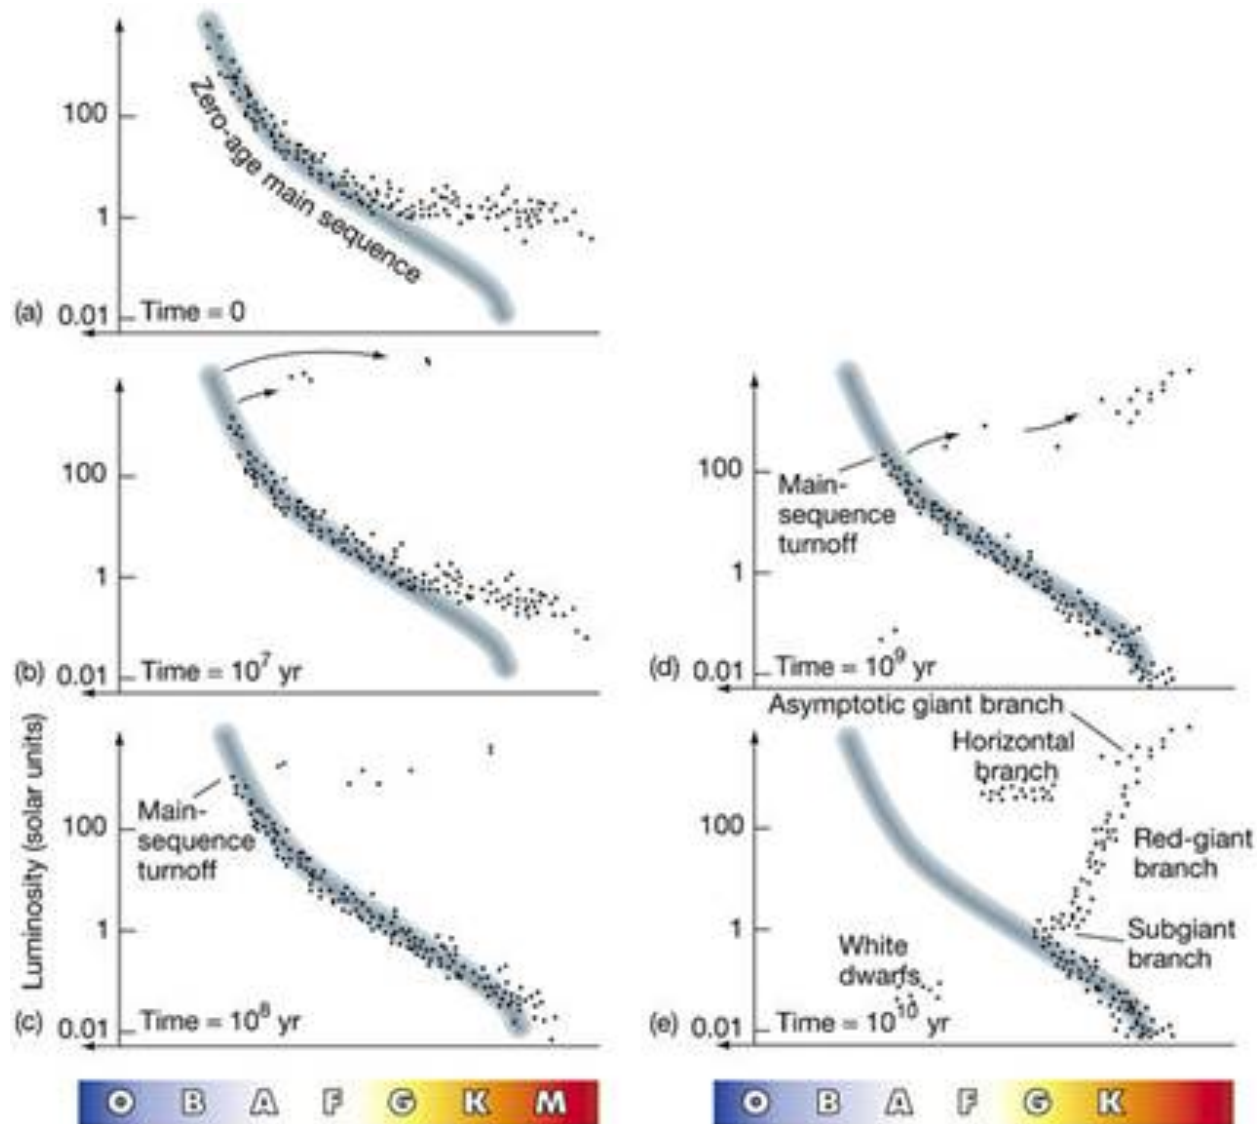 100
1
0.01
Zero-age main sequence
(a)
Time = 0
100
1
0.01
(b)
Time = 10⁷ yr
Luminosity (solar units)
100
1
0.01
Main-
sequence
turnoff
(c)
Time = 10⁸ yr
O B A F G K M
100
1
0.01
Main-
sequence
turnoff
(d)
Time = 10⁹ yr
Asymptotic giant branch
Horizontal
branch
100
Red-giant
branch
1
Subgiant
branch
White
dwarfs
0.01
(e)
Time = 10¹⁰ yr
O B A F G K